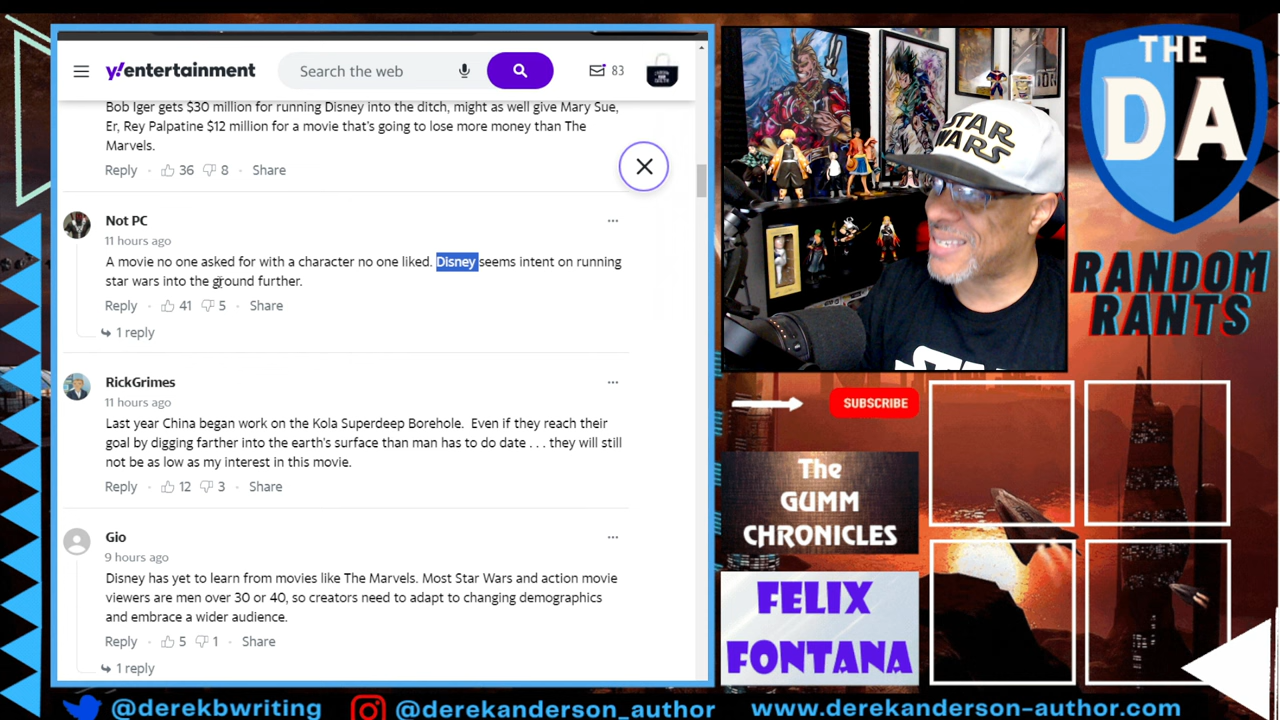 y!entertainment
Search the web
83
Bob Iger gets $30 million for running Disney into the ditch, might as well give Mary Sue,
Er, Rey Palpatine $12 million for a movie that's going to lose more money than The
Marvels.
Reply 36 8 Share
Not PC
11 hours ago
A movie no one asked for with a character no one liked. Disney seems intent on running
star wars into the ground further.
Reply 41 5 Share
1 reply
RickGrimes
11 hours ago
Last year China began work on the Kola Superdeep Borehole. Even if they reach their
goal by digging farther into the earth's surface than man has to do date . . . they will still
not be as low as my interest in this movie.
Reply 12 3 Share
Gio
9 hours ago
Disney has yet to learn from movies like The Marvels. Most Star Wars and action movie
viewers are men over 30 or 40, so creators need to adapt to changing demographics
and embrace a wider audience.
Reply 5 1 Share
1 reply
STAR
WARS
THE
DA
RANDOM
RANTS
SUBSCRIBE
The
GUMM
CHRONICLES
FELIX
FONTANA
@derekbwriting
@derekanderson_author
www.derekanderson-author.com